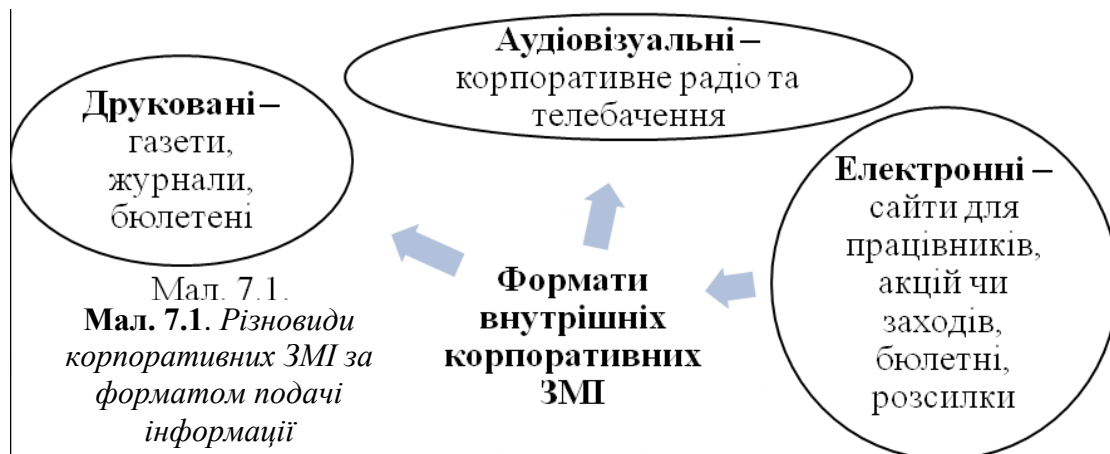 Аудіовізуальні –
корпоративне радіо та
телебачення
Друковані –
газети,
журнали,
бюлетені
Електронні –
сайти для
працівників,
акцій чи
заходів,
бюлетні,
розсилки
Формати
внутрішніх
корпоративних
ЗМІ
Мал. 7.1.
Мал. 7.1. Різновиди
корпоративних ЗМІ за
форматом подачі
інформації